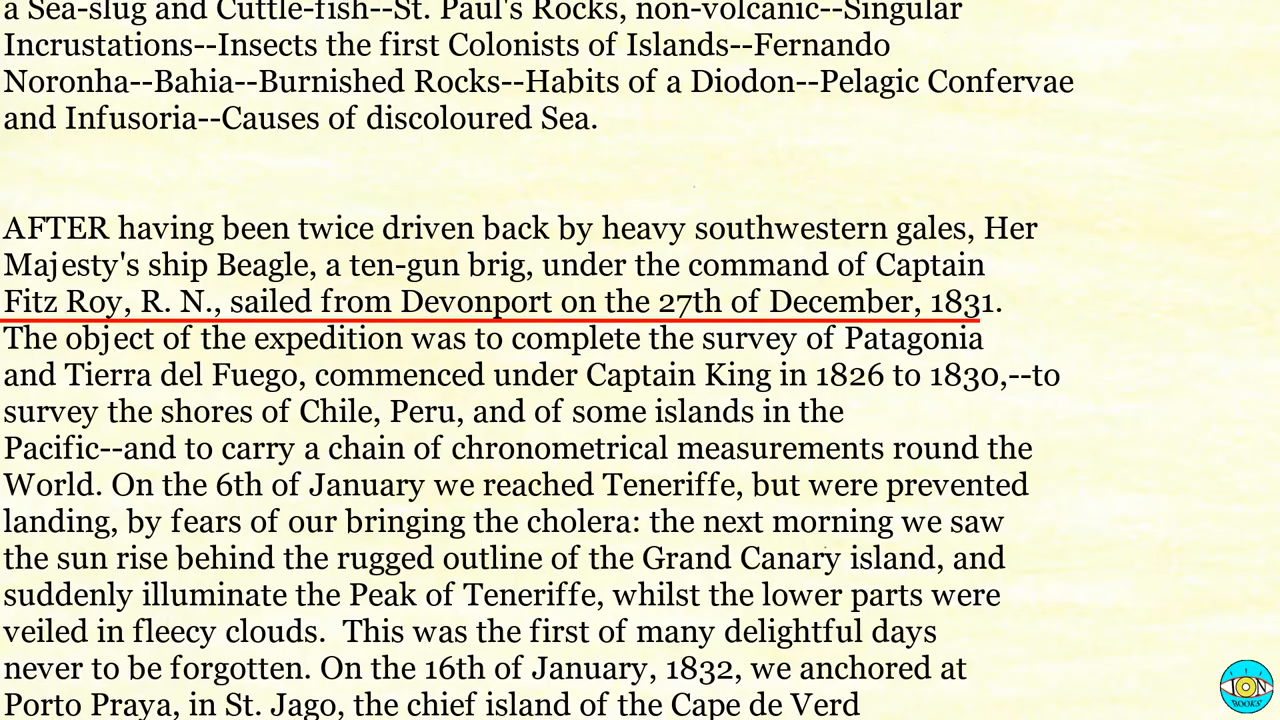 a Sea-slug and Cuttle-fish--St. Paul's Rocks, non-volcanic--Singular
Incrustations--Insects the first Colonists of Islands--Fernando
Noronha--Bahia--Burnished Rocks--Habits of a Diodon--Pelagic Confervae
and Infusoria--Causes of discoloured Sea.
AFTER having been twice driven back by heavy southwestern gales, Her
Majesty's ship Beagle, a ten-gun brig, under the command of Captain
Fitz Roy, R. N., sailed from Devonport on the 27th of December, 1831.
The object of the expedition was to complete the survey of Patagonia
and Tierra del Fuego, commenced under Captain King in 1826 to 1830,--to
survey the shores of Chile, Peru, and of some islands in the
Pacific--and to carry a chain of chronometrical measurements round the
World. On the 6th of January we reached Teneriffe, but were prevented
landing, by fears of our bringing the cholera: the next morning we saw
the sun rise behind the rugged outline of the Grand Canary island, and
suddenly illuminate the Peak of Teneriffe, whilst the lower parts were
veiled in fleecy clouds.  This was the first of many delightful days
never to be forgotten. On the 16th of January, 1832, we anchored at
Porto Praya, in St. Jago, the chief island of the Cape de Verd
BOOKS